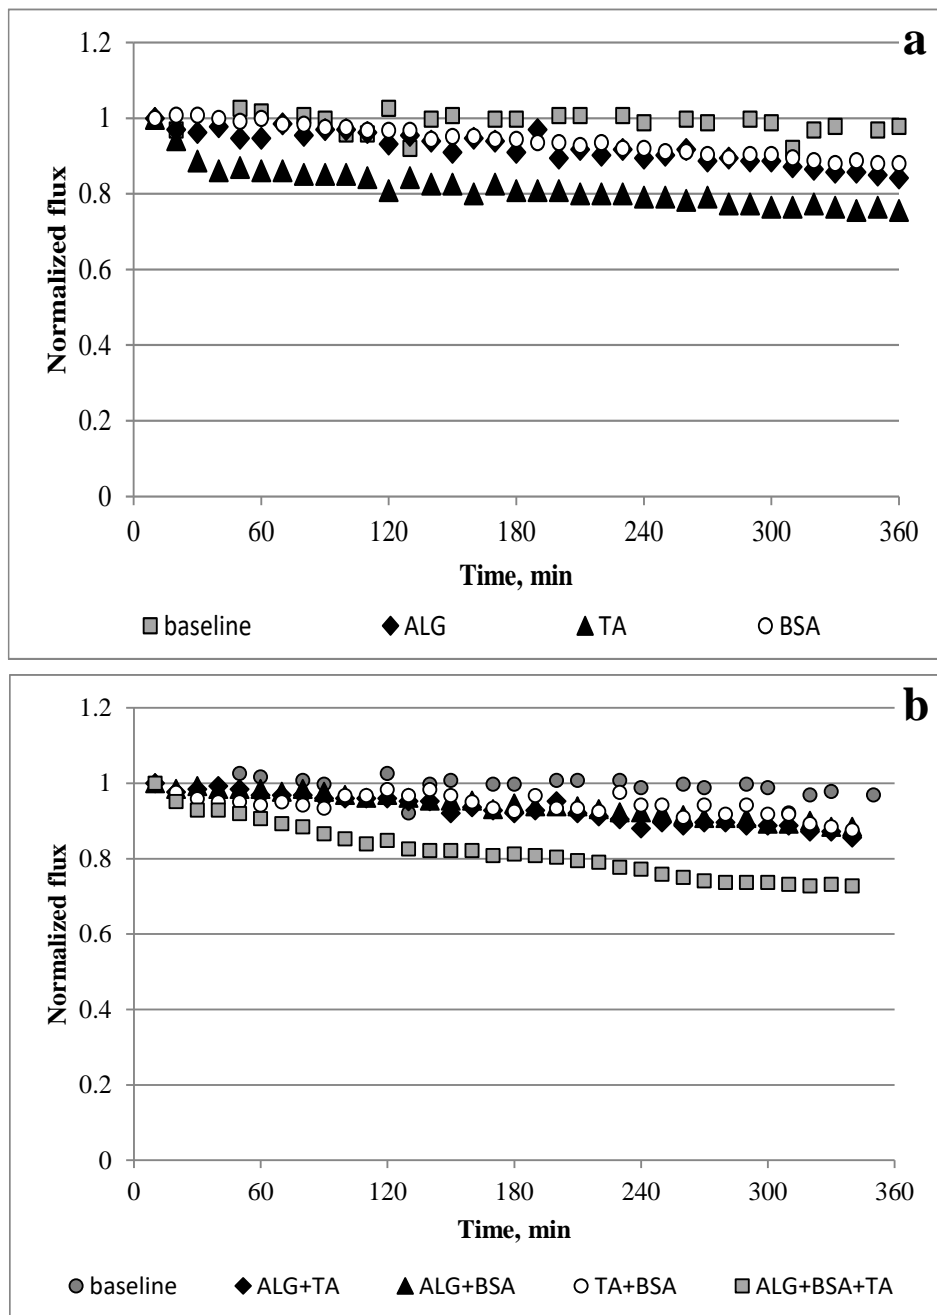 a
1.2
1
0.8
0.6
0.4
0.2
0
Normalized flux
0 60 120 180 240 300 360
Time, min
baseline ALG TA BSA
b
1.2
1
0.8
0.6
0.4
0.2
0
Normalized flux
0 60 120 180 240 300 360
Time, min
baseline ALG+TA ALG+BSA TA+BSA ALG+BSA+TA